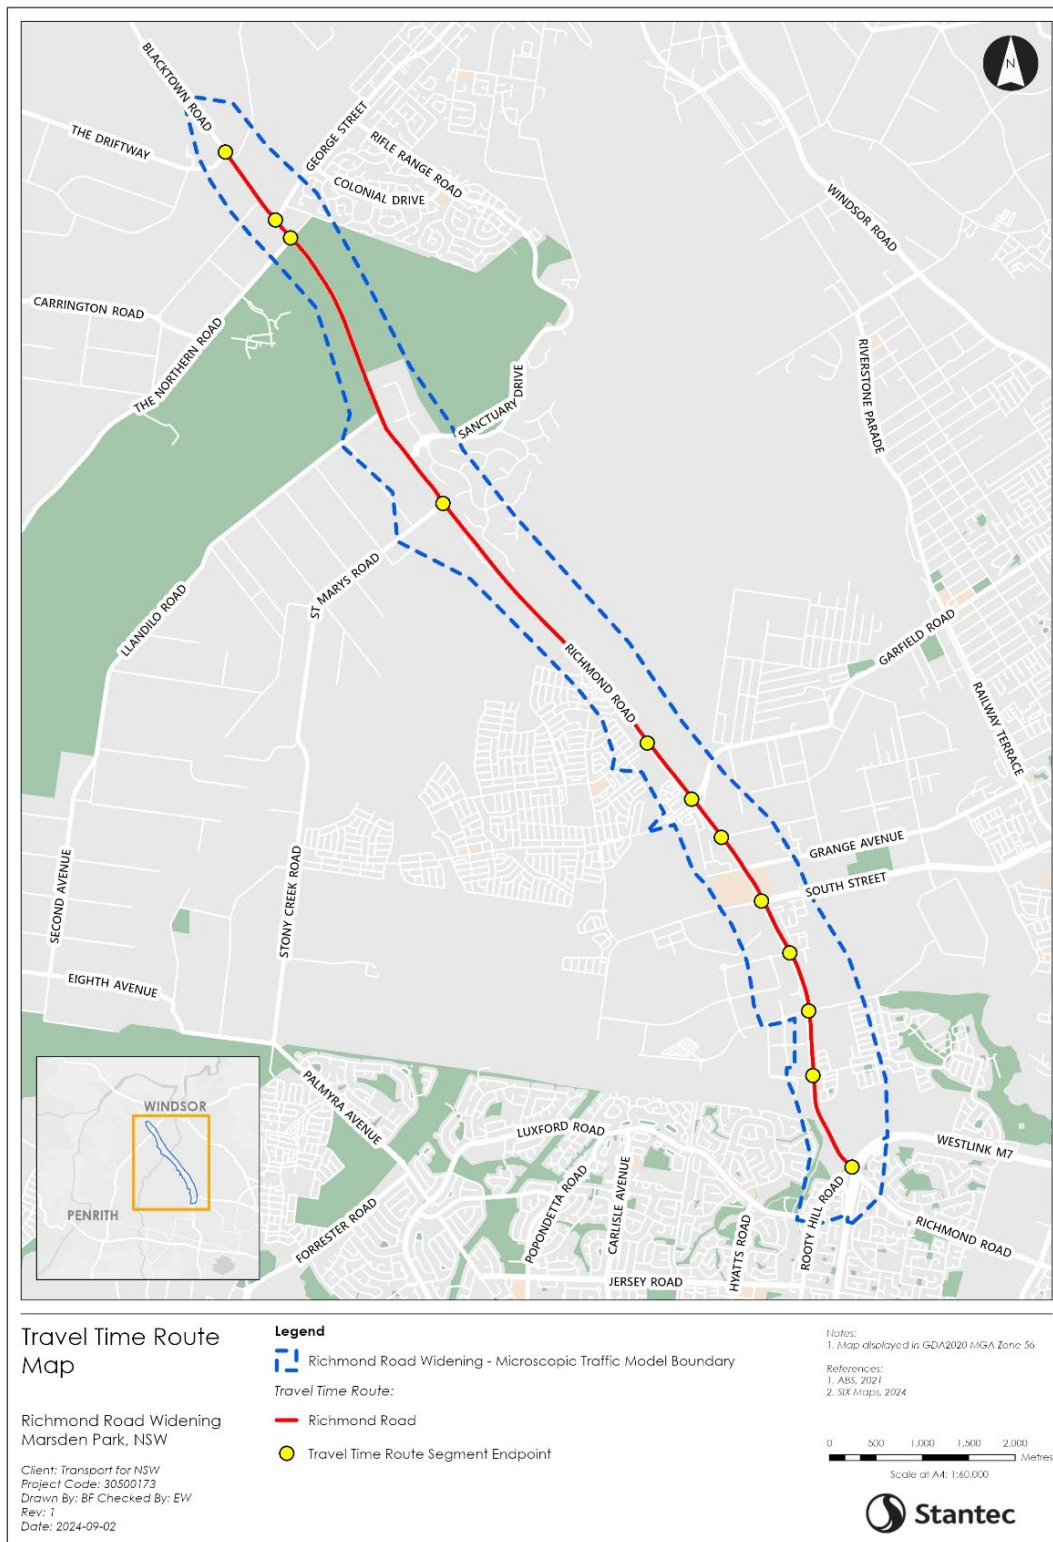 N
BLACKTOWN ROAD
THE DRIFTWAY
GEORGE STREET
RIFLE RANGE ROAD
COLONIAL DRIVE
WINDSOR ROAD
CARRINGTON ROAD
THE NORTHERN ROAD
RIVERSTONE PARADE
SANCTUARY DRIVE
ST MARYS ROAD
LLANDILO ROAD
GARFIELD ROAD
RICHMOND ROAD
RAILWAY TERRACE
GRANGE AVENUE
SOUTH STREET
SECOND AVENUE
STONY CREEK ROAD
EIGHTH AVENUE
PALMYRA AVENUE
LUXFORD ROAD
WESTLINK M7
POPONDETTA ROAD
CARLISLE AVENUE
FORRESTER ROAD
HYATTS ROAD
ROOTY HILL ROAD
RICHMOND ROAD
JERSEY ROAD
WINDSOR
PENRITH
Travel Time Route
Map
Richmond Road Widening
Marsden Park, NSW
Client: Transport for NSW
Project Code: 30500173
Drawn By: BF Checked By: EW
Rev: 1
Date: 2024-09-02
Legend
Richmond Road Widening - Microscopic Traffic Model Boundary
Travel Time Route:
Richmond Road
Travel Time Route Segment Endpoint
Notes:
1. Map displayed in GDA2020 MGA Zone 56
References:
1. ABS, 2021
2. SIX Maps, 2024
0 500 1,000 1,500 2,000
Metres
Scale at A4: 1:60,000
Stantec